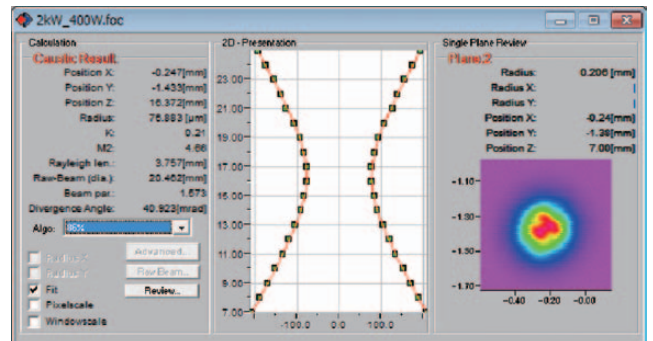 2kW_400W.foc
Calculation
Caustic Result
Position X: -0.247[mm]
Position Y: -1.433[mm]
Position Z: 16.372[mm]
Radius: 76.883 [µm]
K: 0.21
M2: 4.66
Rayleigh len.: 3.757[mm]
Raw-Beam (dia.): 20.462[mm]
Beam par.: 1.573
Divergence Angle: 40.923[mrad]
Algo: 86%
Radius X
Advanced...
Radius Y
Raw Beam...
Fit
Review...
Pixelscale
Windowscale
2D - Presentation
23.00
21.00
19.00
17.00
15.00
13.00
11.00
9.00
7.00
-100.0 0.0 100.0
Single Plane Review
Plane:2
Radius: 0.206 [mm]
Radius X:
Radius Y:
Position X: -0.24[mm]
Position Y: -1.38[mm]
Position Z: 7.00[mm]
-1.10
-1.30
-1.50
-1.70
-0.40 -0.20 -0.00